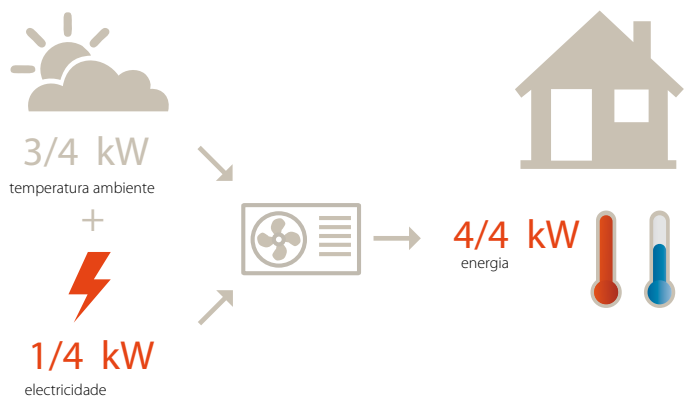 3/4 kW
temperatura ambiente
+
1/4 kW
electricidade
4/4 kW
energia